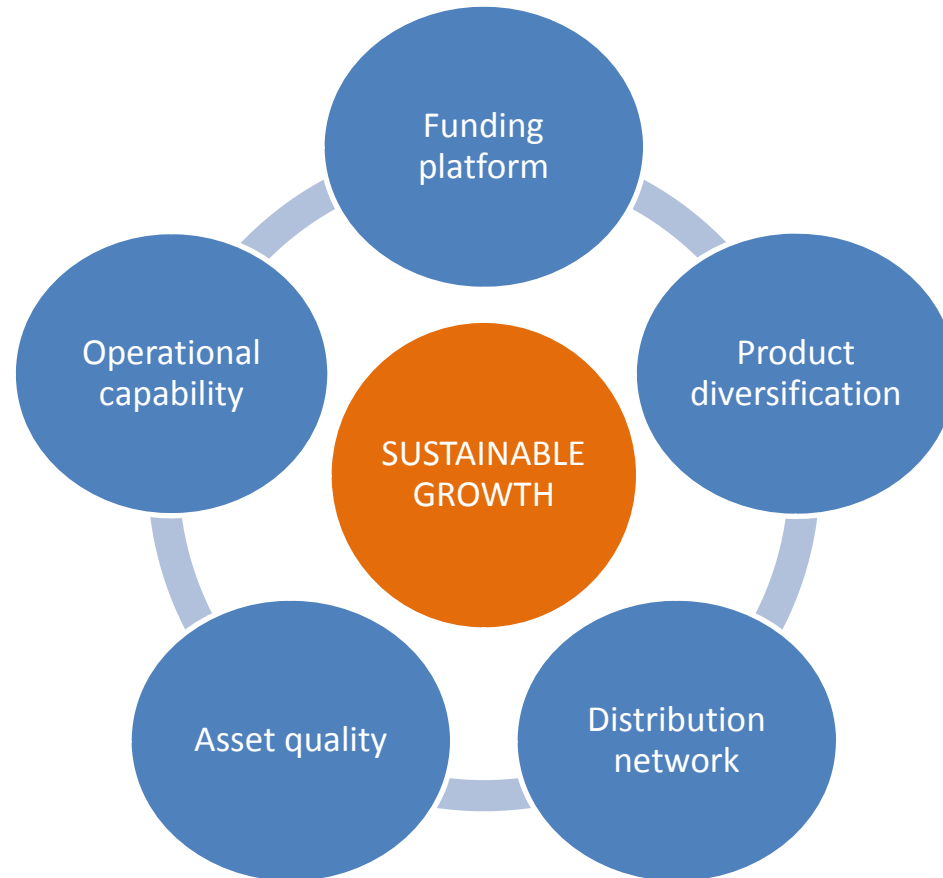 Funding
platform
Operational
capability
Product
diversification
SUSTAINABLE
GROWTH
Asset quality
Distribution
network